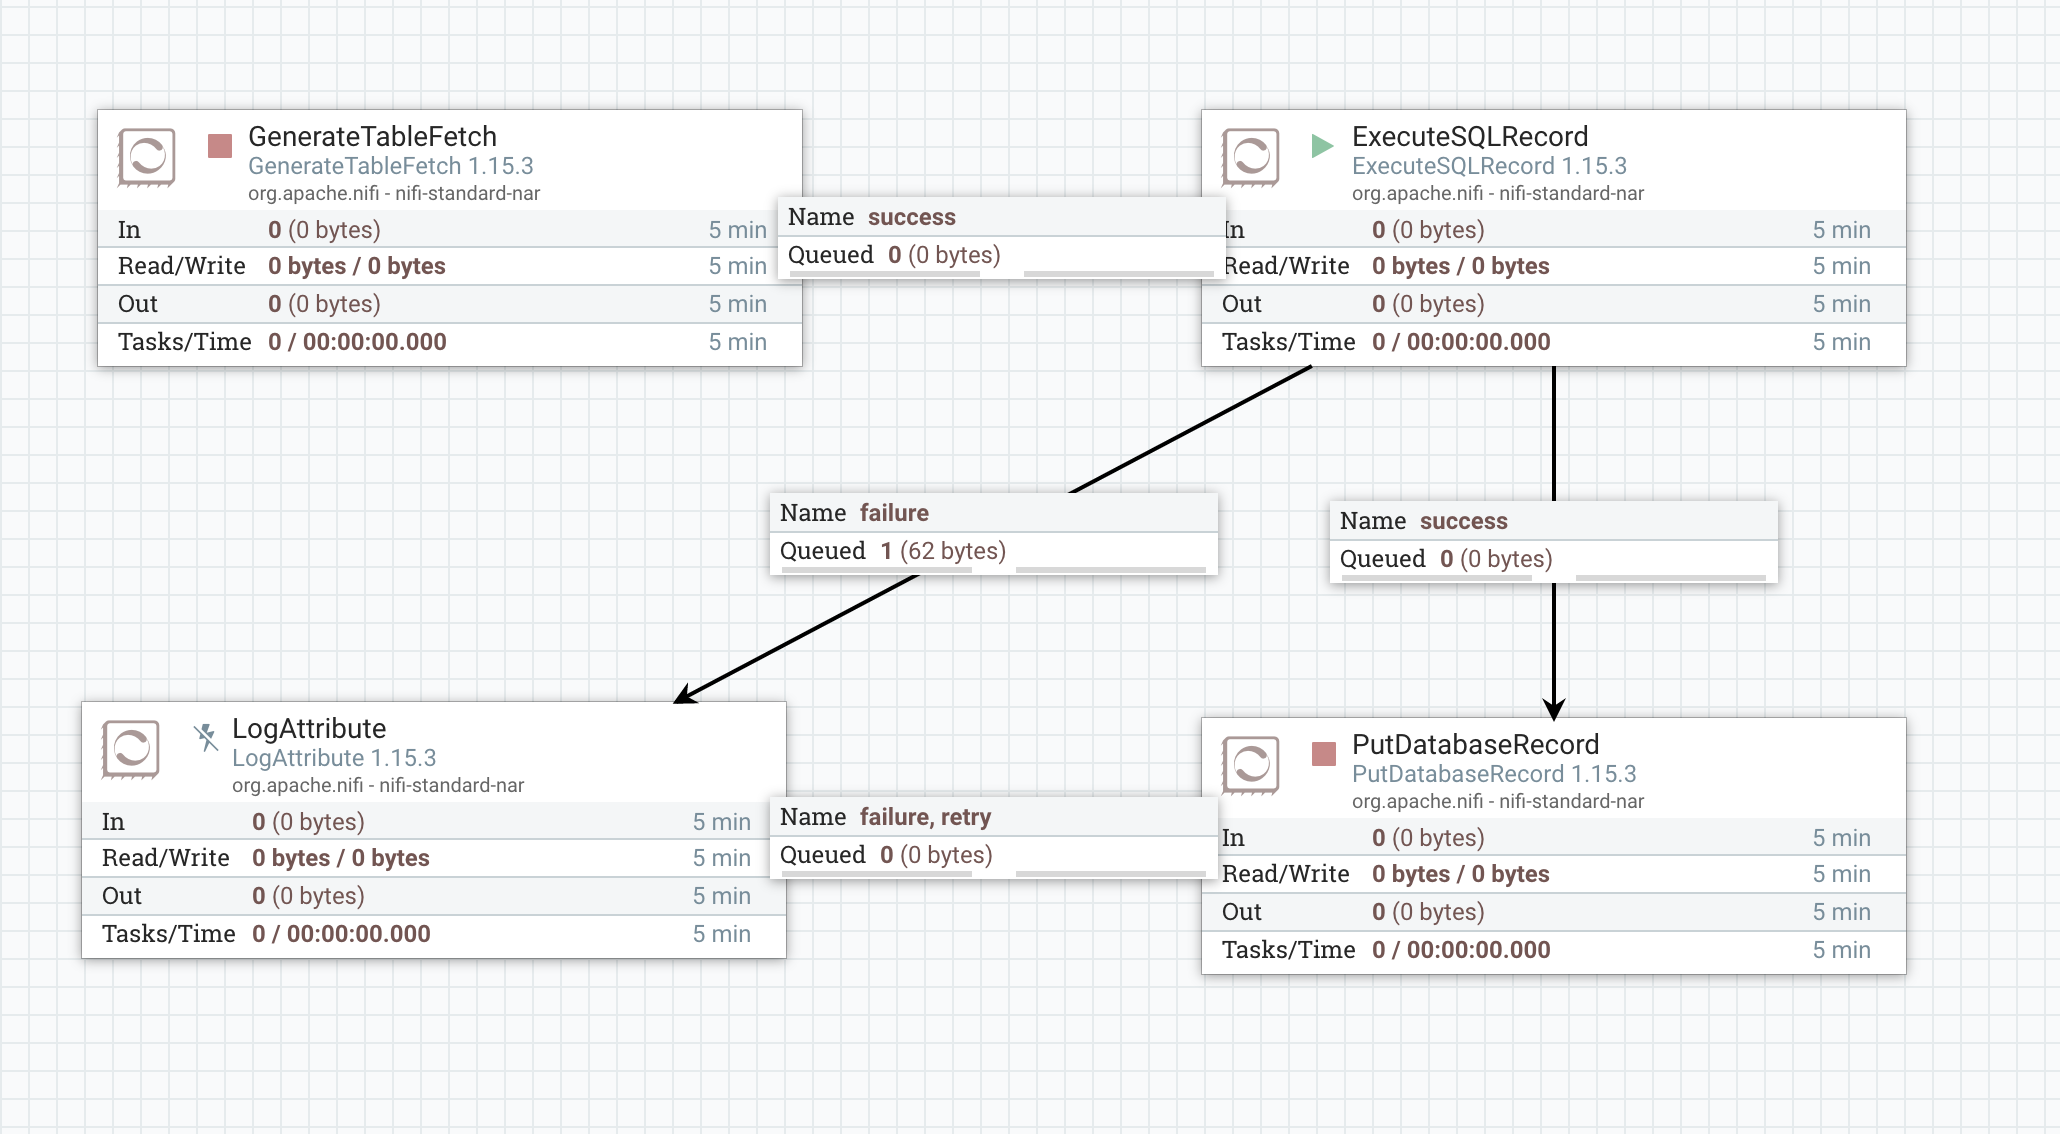 GenerateTableFetch
GenerateTableFetch 1.15.3
org.apache.nifi - nifi-standard-nar
In 0 (0 bytes) 5 min
Read/Write 0 bytes / 0 bytes 5 min
Out 0 (0 bytes) 5 min
Tasks/Time 0 / 00:00:00.000 5 min
Name success
Queued 0 (0 bytes)
ExecuteSQLRecord
ExecuteSQLRecord 1.15.3
org.apache.nifi - nifi-standard-nar
In 0 (0 bytes) 5 min
Read/Write 0 bytes / 0 bytes 5 min
Out 0 (0 bytes) 5 min
Tasks/Time 0 / 00:00:00.000 5 min
Name failure
Queued 1 (62 bytes)
Name success
Queued 0 (0 bytes)
LogAttribute
LogAttribute 1.15.3
org.apache.nifi - nifi-standard-nar
In 0 (0 bytes) 5 min
Read/Write 0 bytes / 0 bytes 5 min
Out 0 (0 bytes) 5 min
Tasks/Time 0 / 00:00:00.000 5 min
Name failure, retry
Queued 0 (0 bytes)
PutDatabaseRecord
PutDatabaseRecord 1.15.3
org.apache.nifi - nifi-standard-nar
In 0 (0 bytes) 5 min
Read/Write 0 bytes / 0 bytes 5 min
Out 0 (0 bytes) 5 min
Tasks/Time 0 / 00:00:00.000 5 min